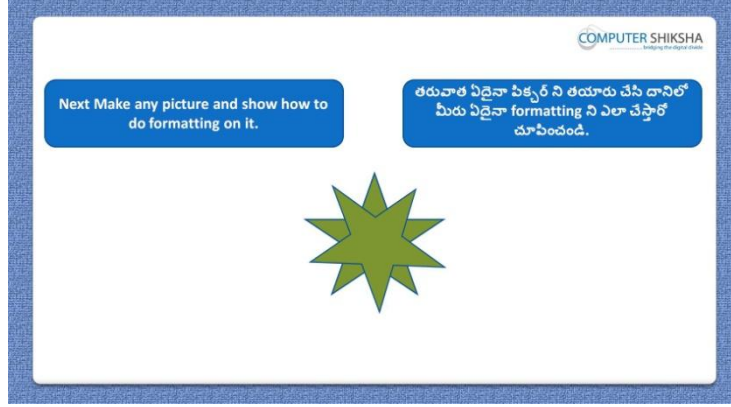 COMPUTER SHIKSHA
bridging the digital divide
Next Make any picture and show how to
do formatting on it.
తరువాత ఏదైనా పిక్చర్ ని తయారు చేసి దానిలో
మీరు ఏదైనా formatting ని ఎలా చేస్తారో
చూపించండి.